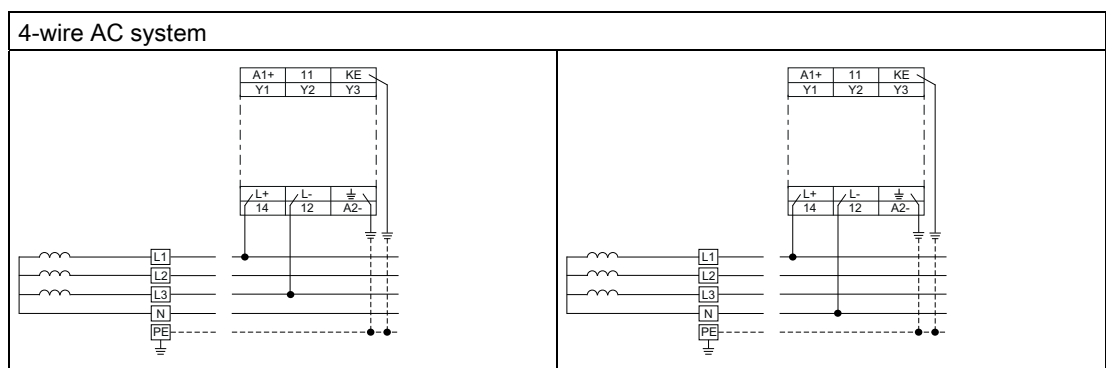 4-wire AC system
A1+ 11 KE
Y1 Y2 Y3
L+ L-
14 12 A2-
L1
L2
L3
N
PE
A1+ 11 KE
Y1 Y2 Y3
L+ L-
14 12 A2-
L1
L2
L3
N
PE